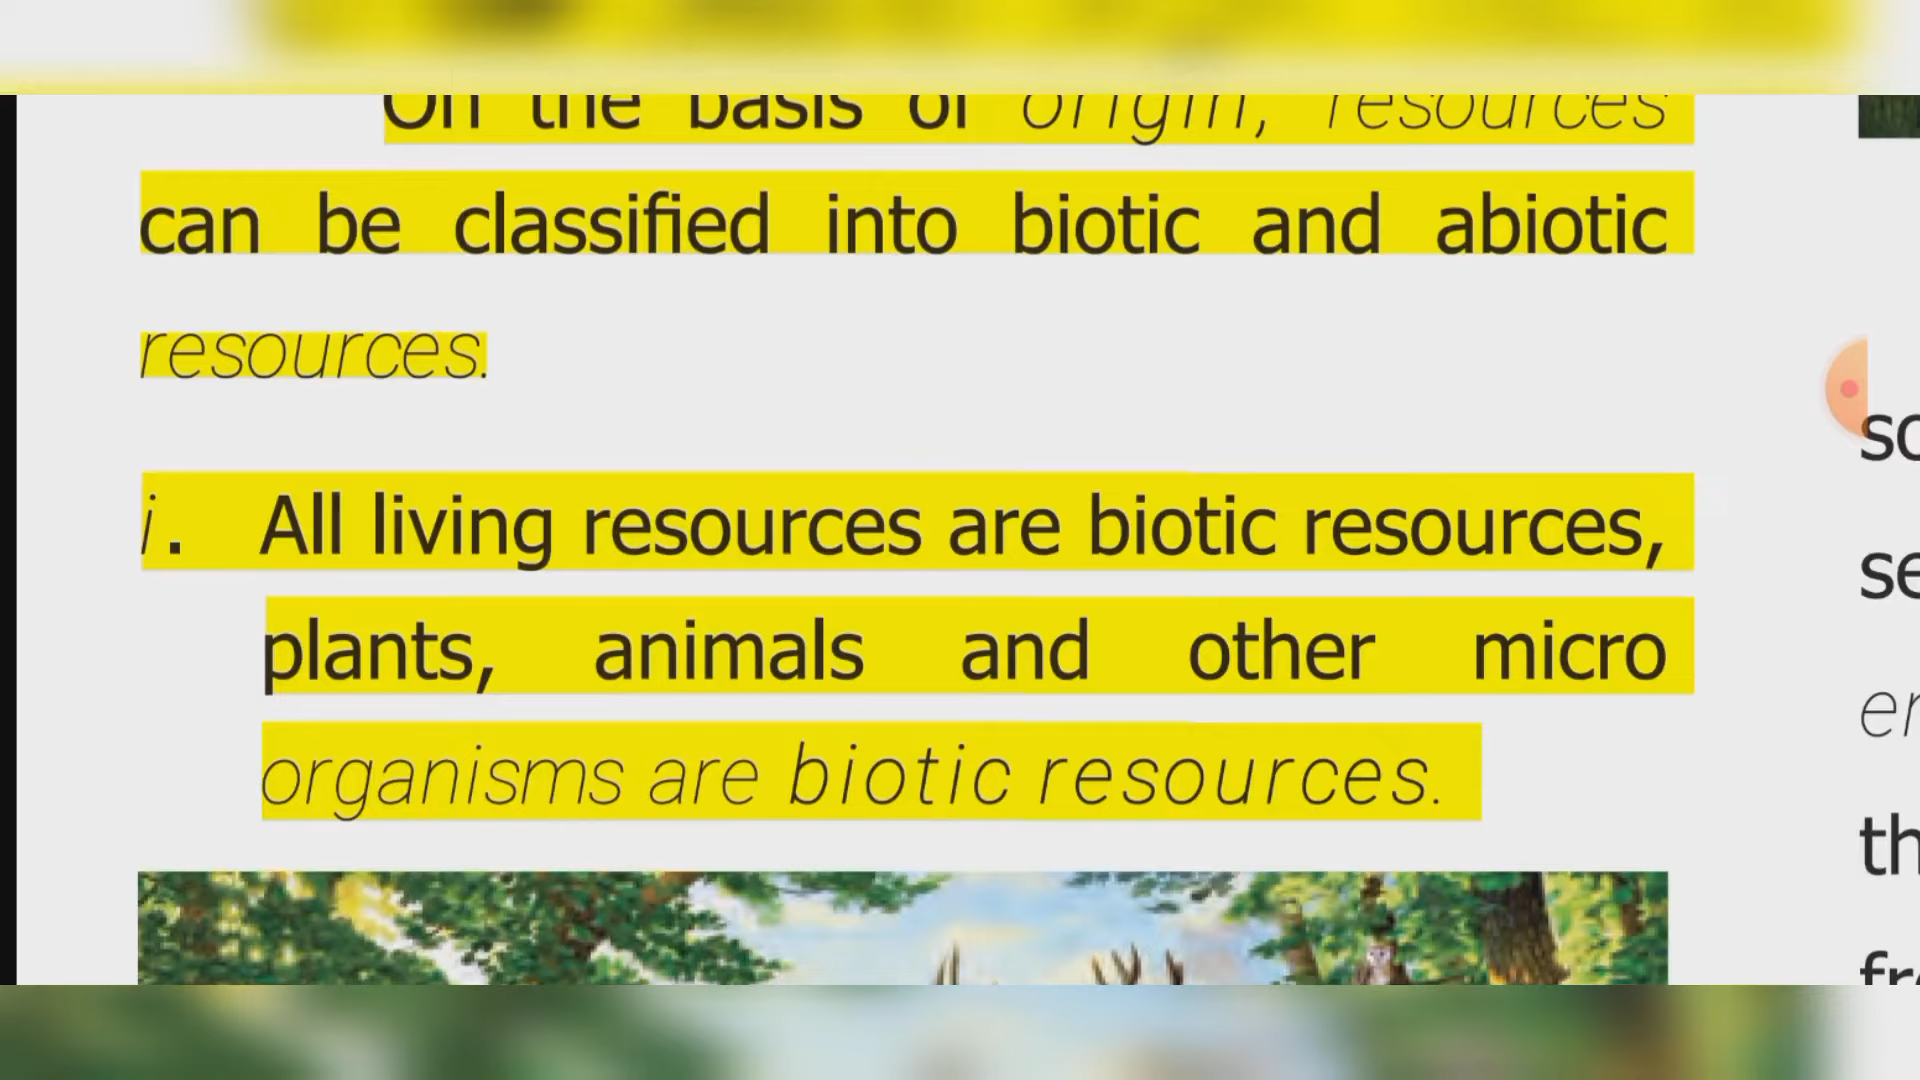 On the basis of origin, resources
can be classified into biotic and abiotic
resources.
i. All living resources are biotic resources,
plants, animals and other micro
organisms are biotic resources.